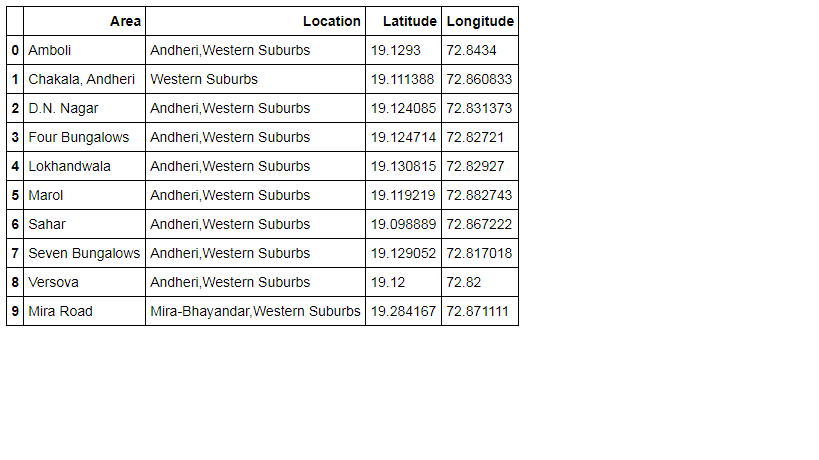 Area Location Latitude Longitude
0 Amboli Andheri,Western Suburbs 19.1293 72.8434
1 Chakala, Andheri Western Suburbs 19.111388 72.860833
2 D.N. Nagar Andheri,Western Suburbs 19.124085 72.831373
3 Four Bungalows Andheri,Western Suburbs 19.124714 72.82721
4 Lokhandwala Andheri,Western Suburbs 19.130815 72.82927
5 Marol Andheri,Western Suburbs 19.119219 72.882743
6 Sahar Andheri,Western Suburbs 19.098889 72.867222
7 Seven Bungalows Andheri,Western Suburbs 19.129052 72.817018
8 Versova Andheri,Western Suburbs 19.12 72.82
9 Mira Road Mira-Bhayandar,Western Suburbs 19.284167 72.871111